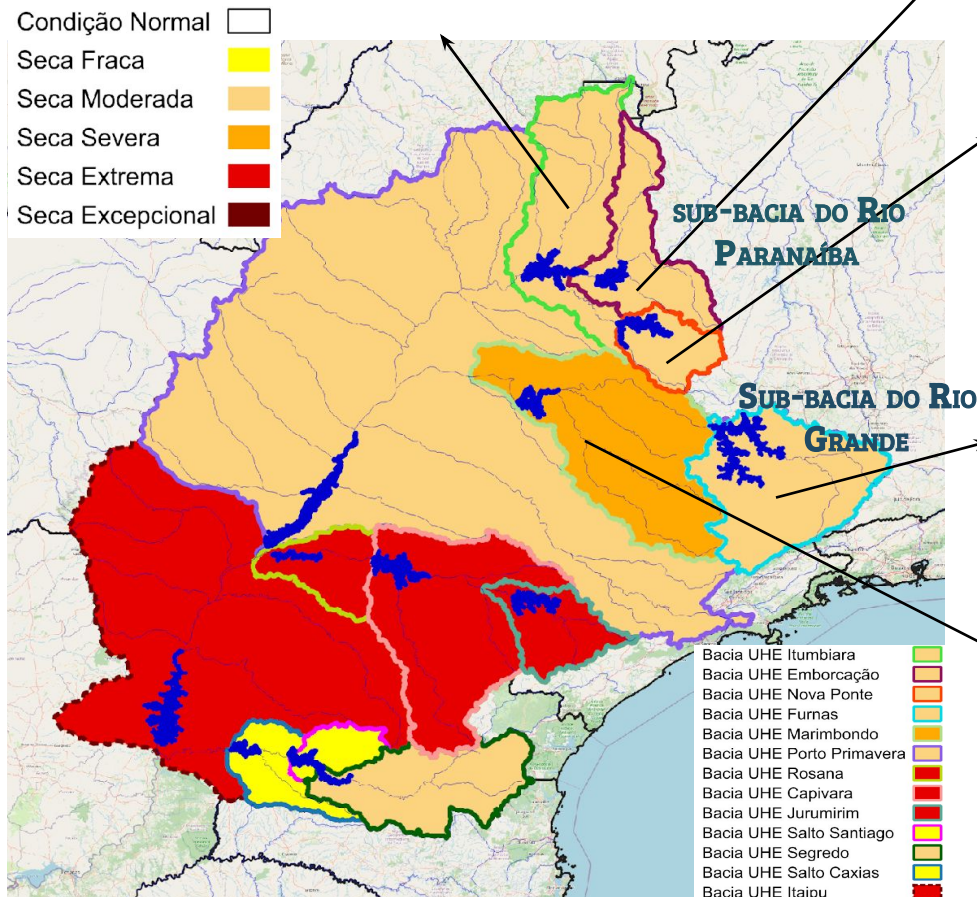 Condição Normal
Seca Fraca
Seca Moderada
Seca Severa
Seca Extrema
Seca Excepcional
SUB-BACIA DO RIO
PARANAÍBA
SUB-BACIA DO RIO
GRANDE
Bacia UHE Itumbiara
Bacia UHE Emborcação
Bacia UHE Nova Ponte
Bacia UHE Furnas
Bacia UHE Marimbondo
Bacia UHE Porto Primavera
Bacia UHE Rosana
Bacia UHE Capivara
Bacia UHE Jurumirim
Bacia UHE Salto Santiago
Bacia UHE Segredo
Bacia UHE Salto Caxias
Bacia UHE Itaipu